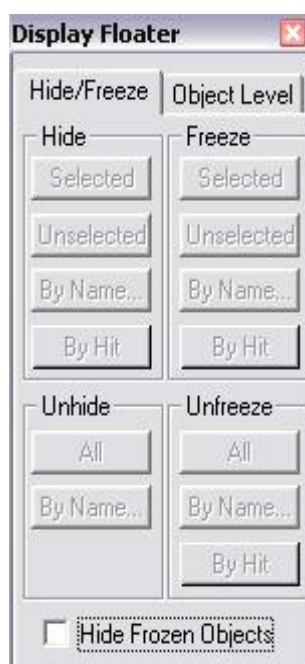 Display Floater
Hide/Freeze Object Level
Hide Freeze
Selected Selected
Unselected Unselected
By Name... By Name...
By Hit By Hit
Unhide Unfreeze
All All
By Name... By Name...
By Hit
Hide Frozen Objects